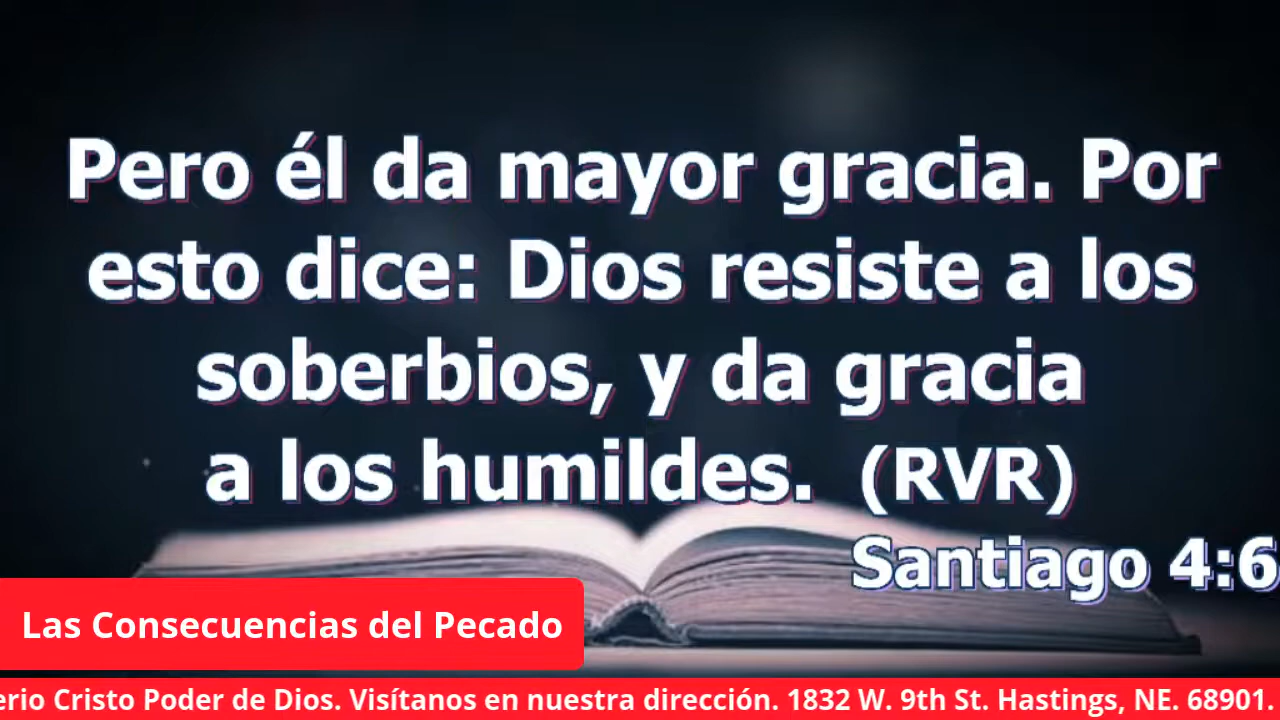 Pero él da mayor gracia. Por
esto dice: Dios resiste a los
soberbios, y da gracia
a los humildes. (RVR)
Santiago 4:6
Las Consecuencias del Pecado
erio Cristo Poder de Dios. Visítanos en nuestra dirección. 1832 W. 9th St. Hastings, NE. 68901.